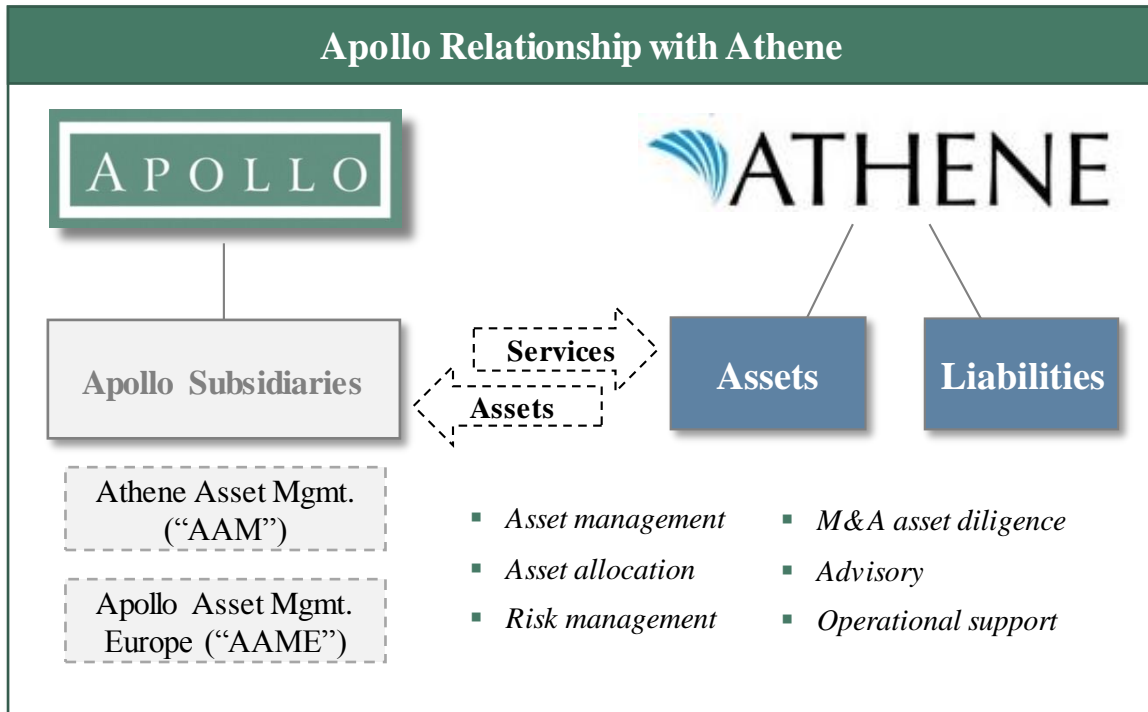 Apollo Relationship with Athene
APOLLO
ATHENE
Apollo Subsidiaries
Services
Assets
Assets
Liabilities
Athene Asset Mgmt.
(“AAM”)
Apollo Asset Mgmt.
Europe (“AAME”)
▪ Asset management
▪ Asset allocation
▪ Risk management
▪ M&A asset diligence
▪ Advisory
▪ Operational support